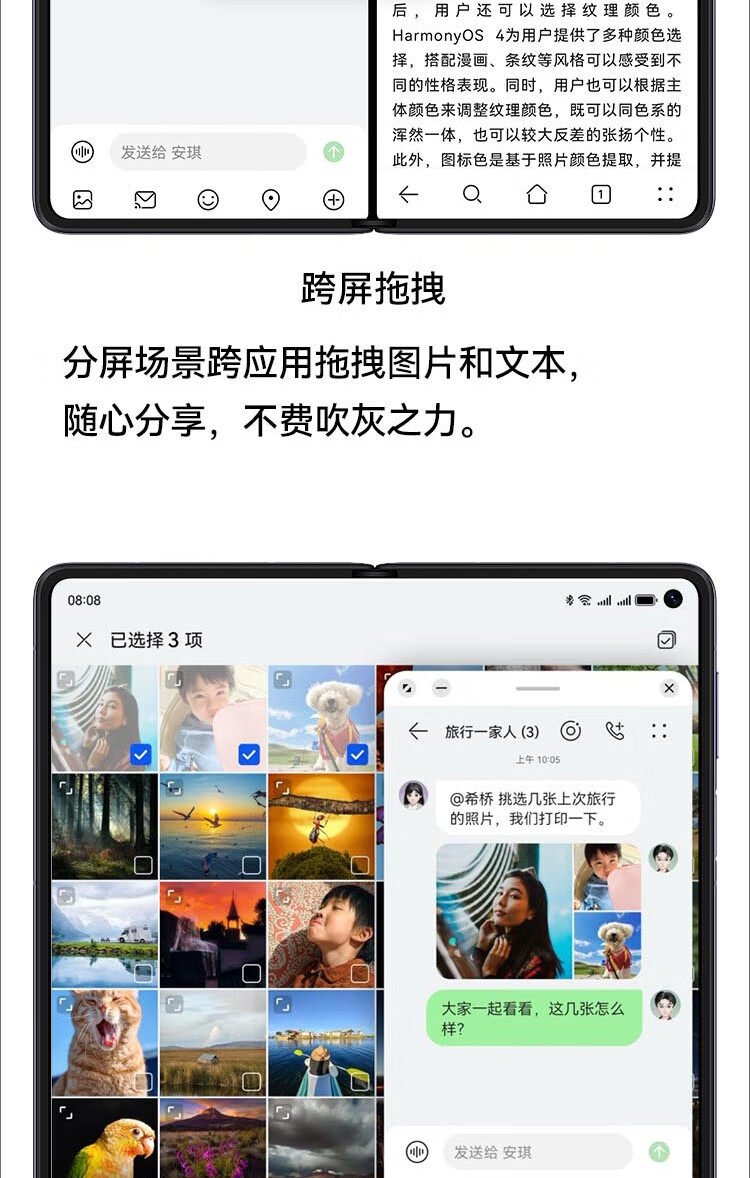 后，用户还可以选择纹理颜色。
HarmonyOS 4为用户提供了多种颜色选
择，搭配漫画、条纹等风格可以感受到不
同的性格表现。同时，用户也可以根据主
体颜色来调整纹理颜色，既可以同色系的
浑然一体，也可以较大反差的张扬个性。
此外，图标色是基于照片颜色提取，并提
发送给 安琪
1
跨屏拖拽
分屏场景跨应用拖拽图片和文本，
随心分享，不费吹灰之力。
08:08
已选择 3 项
旅行一家人 (3)
上午 10:05
@希桥 挑选几张上次旅行
的照片，我们打印一下。
大家一起看看，这几张怎么
样？
发送给 安琪